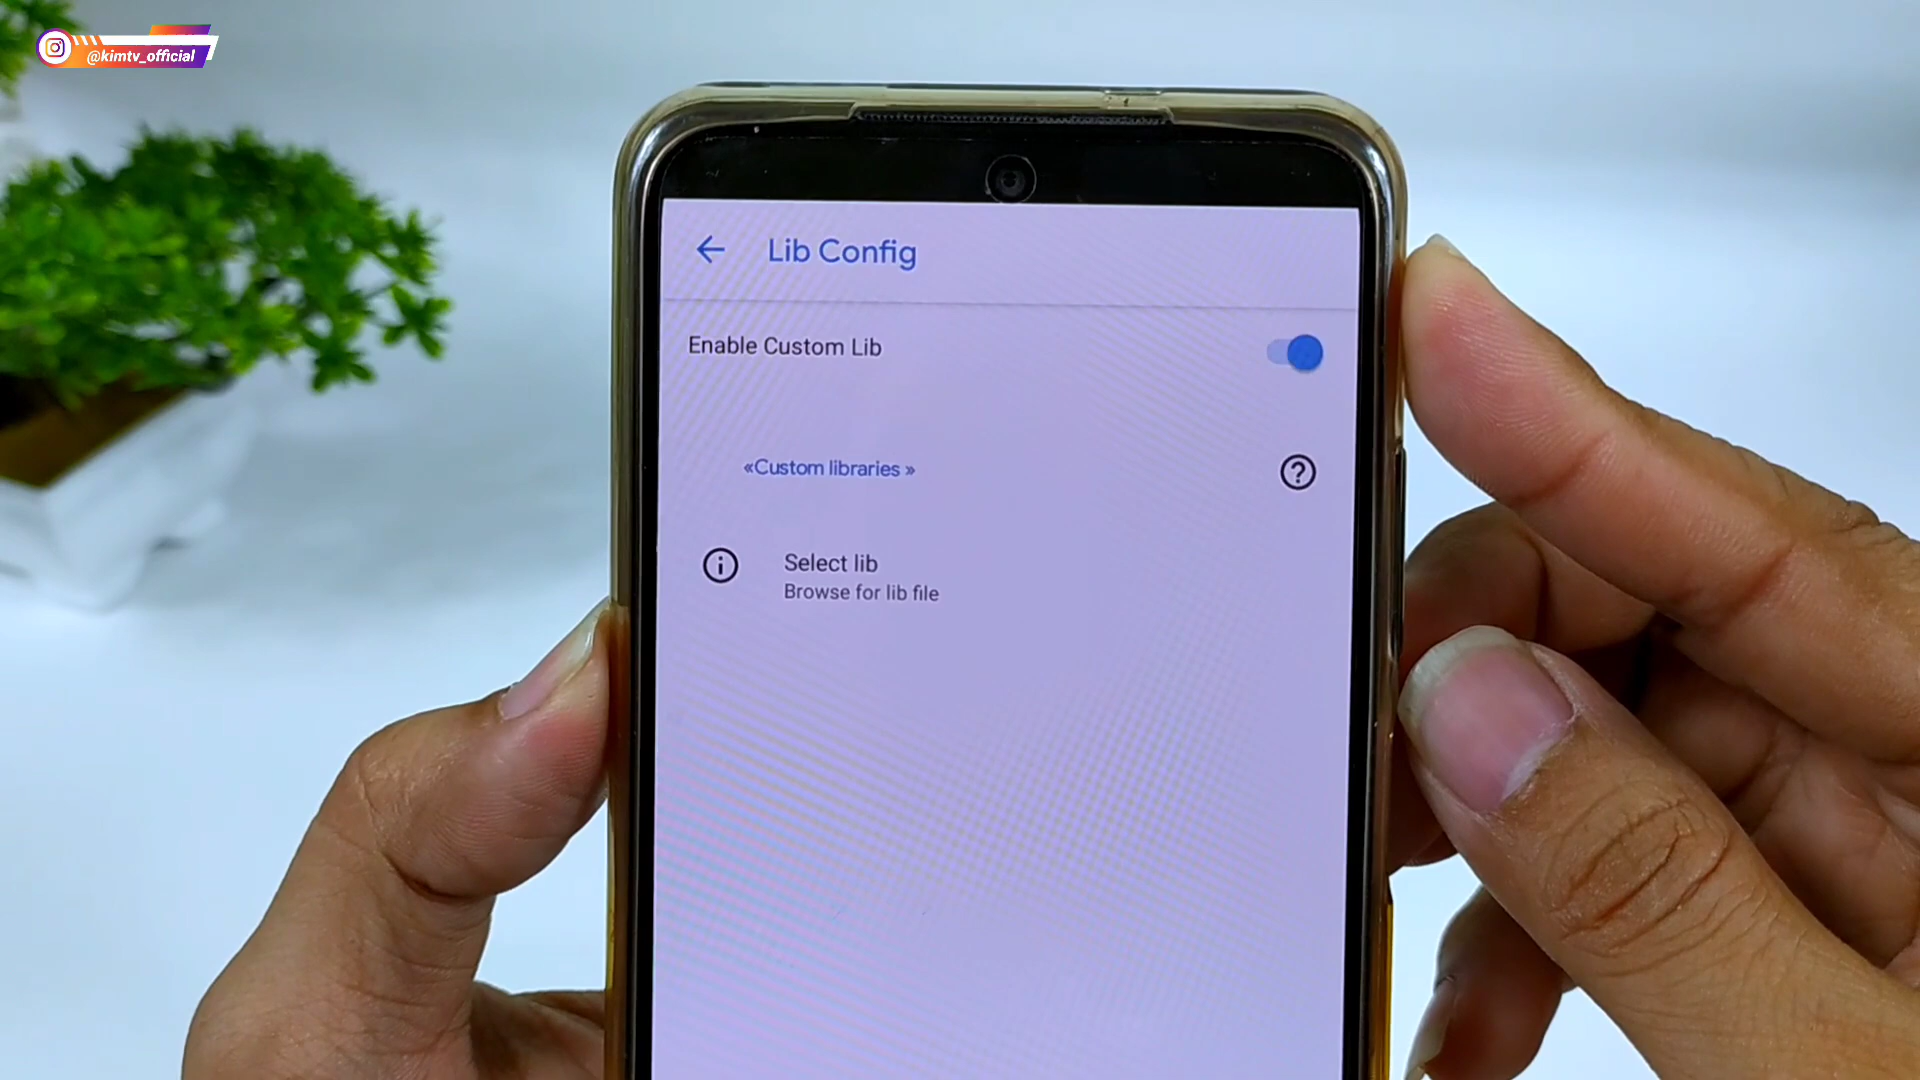 @kimtv_official
Lib Config
Enable Custom Lib
«Custom libraries »
Select lib
Browse for lib file